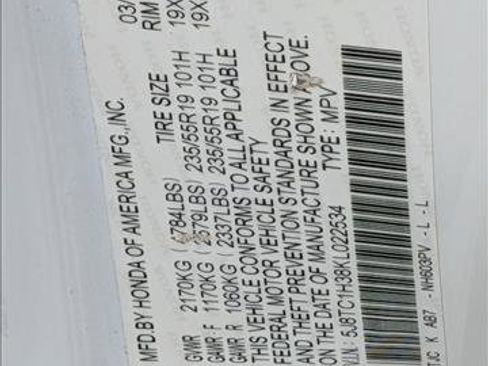 MFD.BY HONDA OF AMERICA MFG.,INC. 03/
TIRE SIZE RIM
GVWR 2170KG (4784LBS)
GAWR F 1170KG (2579LBS) 235/55R19 101H 19X
GAWR R 1060KG (2337LBS) 235/55R19 101H 19X
THIS VEHICLE CONFORMS TO ALL APPLICABLE
FEDERAL MOTOR VEHICLE SAFETY
AND THEFT PREVENTION STANDARDS IN EFFECT
ON THE DATE OF MANUFACTURE SHOWN ABOVE.
V.I.N.: 5J8TC1H38KL022534 TYPE: MPV
T:C K AB7 - NH603PV - L - L